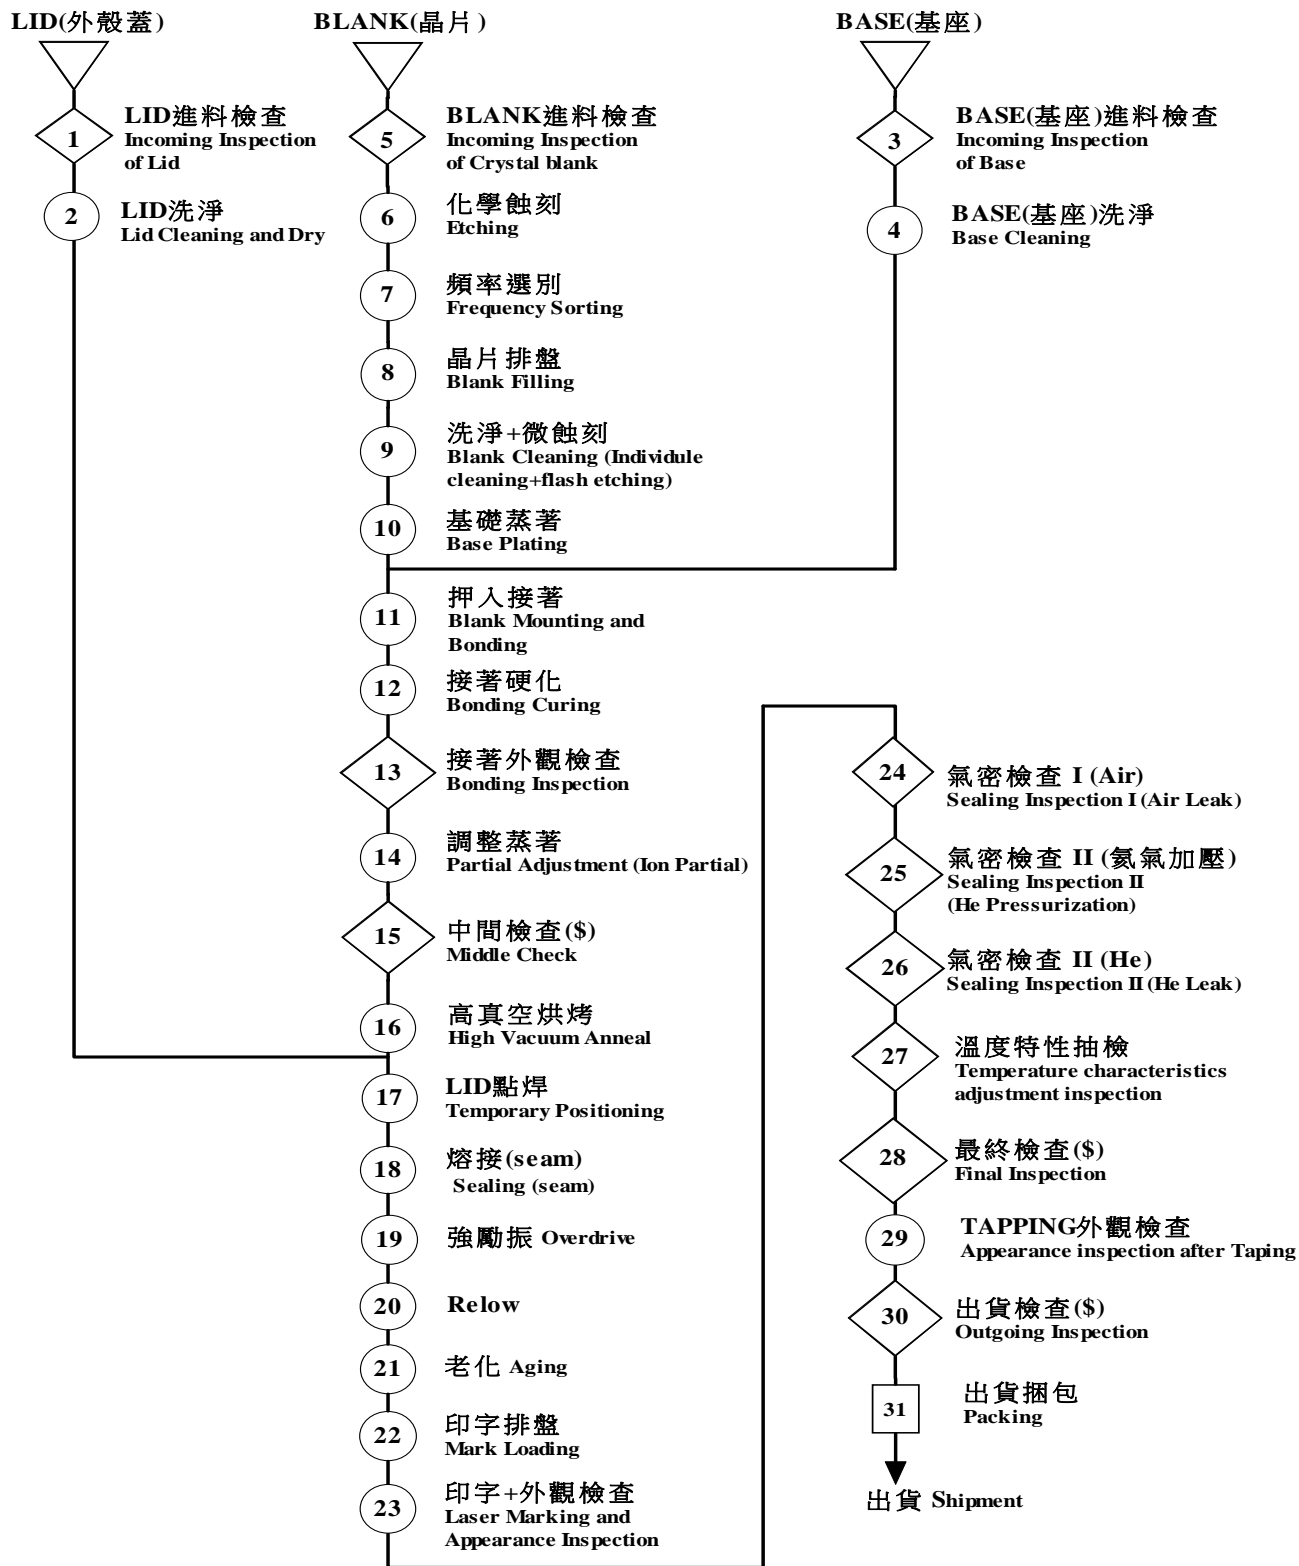 LID(外殼蓋)
1
LID進料檢查
Incoming Inspection
of Lid
2
LID洗淨
Lid Cleaning and Dry
BLANK(晶片)
5
BLANK進料檢查
Incoming Inspection
of Crystal blank
6
化學蝕刻
Etching
7
頻率選別
Frequency Sorting
8
晶片排盤
Blank Filling
9
洗淨+微蝕刻
Blank Cleaning (Individule
cleaning+flash etching)
10
基礎蒸著
Base Plating
BASE(基座)
3
BASE(基座)進料檢查
Incoming Inspection
of Base
4
BASE(基座)洗淨
Base Cleaning
11
押入接著
Blank Mounting and
Bonding
12
接著硬化
Bonding Curing
13
接著外觀檢查
Bonding Inspection
14
調整蒸著
Partial Adjustment (Ion Partial)
15
中間檢查($)
Middle Check
16
高真空烘烤
High Vacuum Anneal
17
LID點焊
Temporary Positioning
18
熔接(seam)
Sealing (seam)
19
強勵振 Overdrive
20
Relow
21
老化 Aging
22
印字排盤
Mark Loading
23
印字+外觀檢查
Laser Marking and
Appearance Inspection
24
氣密檢查 I (Air)
Sealing Inspection I (Air Leak)
25
氣密檢查 II (氦氣加壓)
Sealing Inspection II
(He Pressurization)
26
氣密檢查 II (He)
Sealing Inspection II (He Leak)
27
溫度特性抽檢
Temperature characteristics
adjustment inspection
28
最終檢查($)
Final Inspection
29
TAPPING外觀檢查
Appearance inspection after Taping
30
出貨檢查($)
Outgoing Inspection
31
出貨捆包
Packing
出貨 Shipment